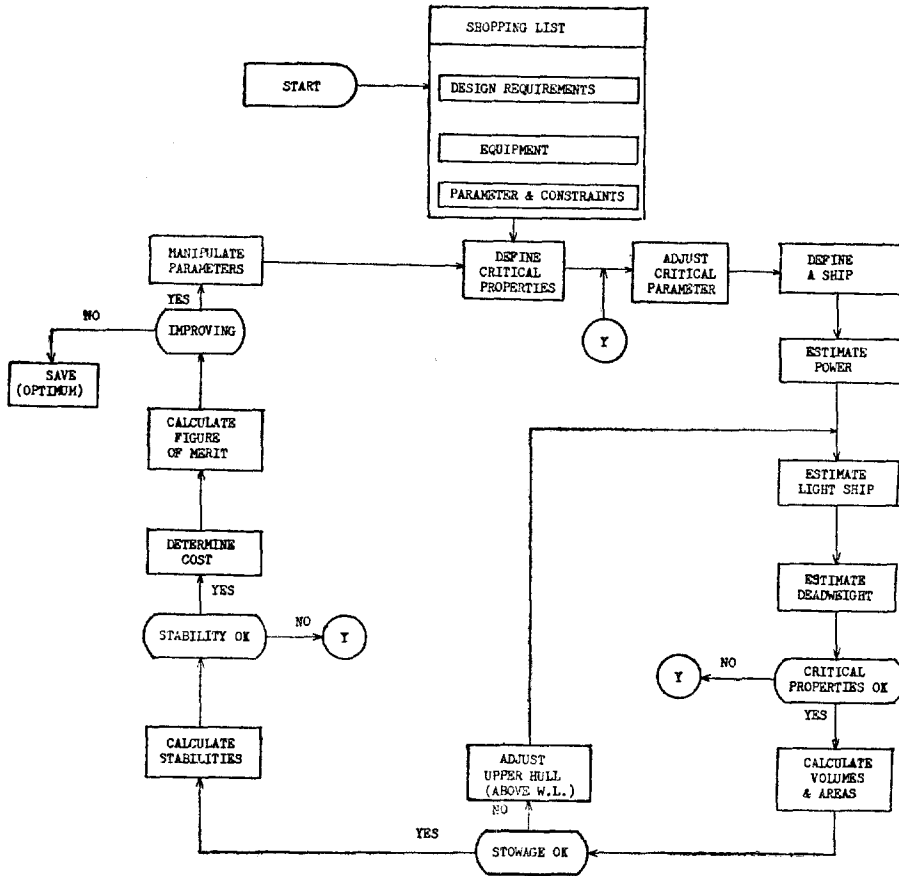 SHOPPING LIST
START
DESIGN REQUIREMENTS
EQUIPMENT
PARAMETER & CONSTRAINTS
MANIPULATE
PARAMETERS
DEFINE
CRITICAL
PROPERTIES
ADJUST
CRITICAL
PARAMETER
DEFINE
A SHIP
YES
NO
IMPROVING
Y
SAVE
(OPTIMUM)
ESTIMATE
POWER
CALCULATE
FIGURE
OF MERIT
ESTIMATE
LIGHT SHIP
DETERMINE
COST
ESTIMATE
DEADWEIGHT
YES
STABILITY OK
NO
Y
Y
NO
CRITICAL
PROPERTIES OK
YES
CALCULATE
STABILITIES
ADJUST
UPPER HULL
(ABOVE W.L.)
CALCULATE
VOLUMES
& AREAS
NO
YES
STOWAGE OK